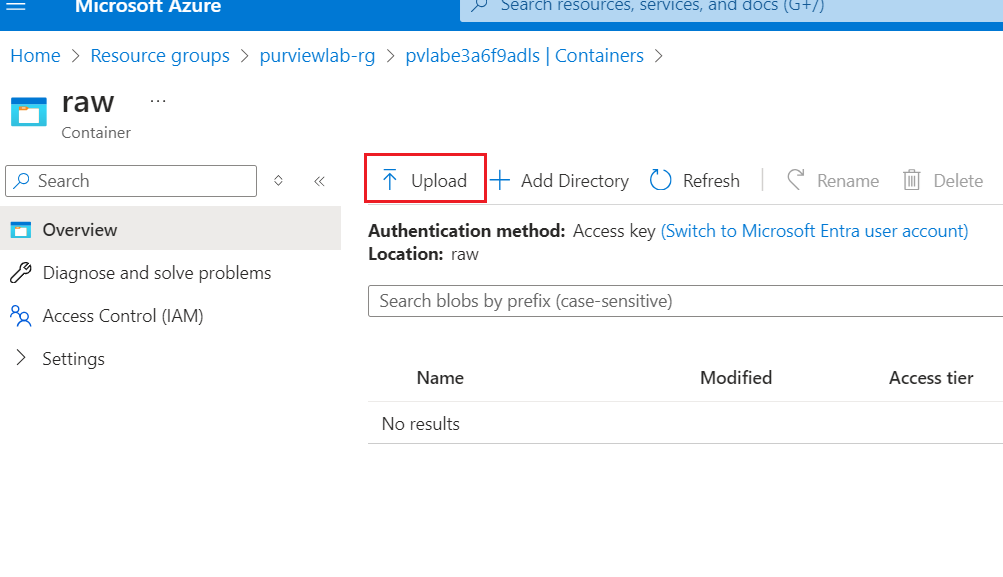 Microsoft Azure
Search resources, services, and docs (G+/)
Home > Resource groups > purviewlab-rg > pvlabe3a6f9adls | Containers >
raw ...
Container
Search
Upload + Add Directory Refresh | Rename Delete
Overview
Authentication method: Access key (Switch to Microsoft Entra user account)
Location: raw
Diagnose and solve problems
Search blobs by prefix (case-sensitive)
Access Control (IAM)
Settings
Name Modified Access tier
No results